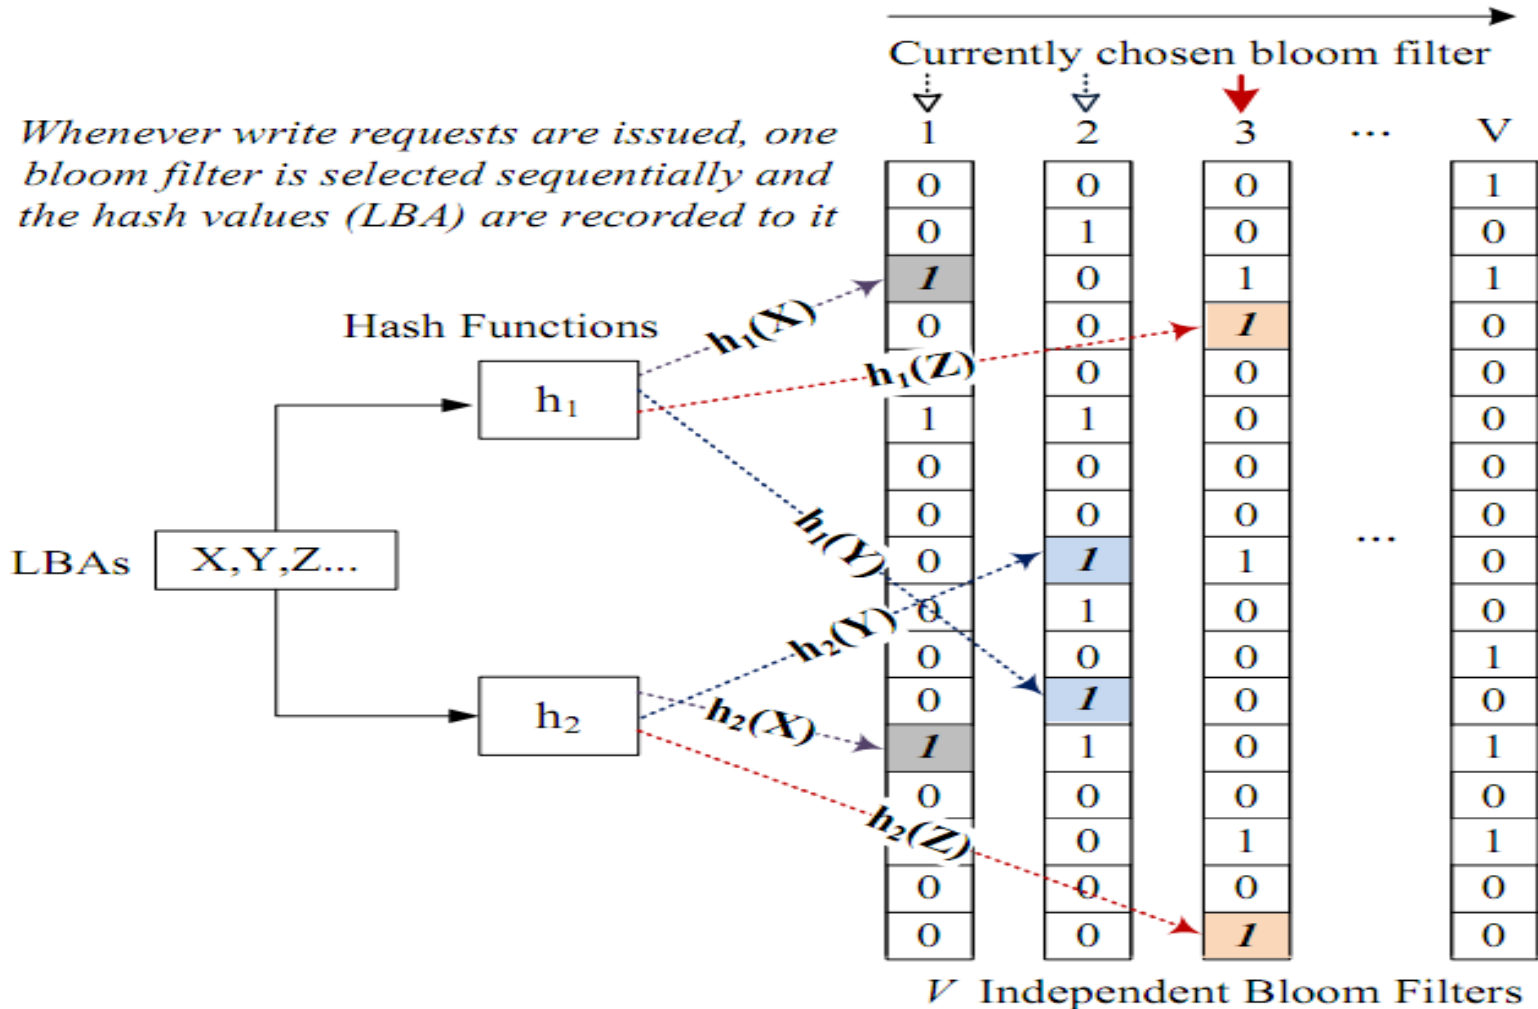 Currently chosen bloom filter
Whenever write requests are issued, one
bloom filter is selected sequentially and
the hash values (LBA) are recorded to it
1 2 3 ... V
0 0 0 1
0 1 0 0
1 0 1 1
Hash Functions
h₁(X)
0 0 1 0
h₁(Z)
0 0 0
h₁
1 1 0 0
0 0 0 0
0 0 0 0
h₁(Y)
...
LBAs X,Y,Z...
0 1 1 0
0 1 0 0
h₂(Y)
0 0 0 1
0 1 0 0
h₂
h₂(X)
1 1 0 1
0 0 0 0
h₂(Z)
0 1 1
0 0 0 0
0 0 1 0
V Independent Bloom Filters